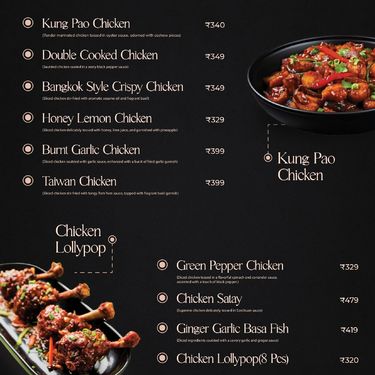 Kung Pao Chicken ₹340
(Tender marinated chicken tossed in oyster sauce, adorned with cashew pieces)
Double Cooked Chicken ₹349
(Sautéed chicken coated in a zesty black pepper sauce)
Bangkok Style Crispy Chicken ₹349
(Sliced chicken stir-fried with aromatic sesame oil and fragrant basil)
Honey Lemon Chicken ₹329
(Sliced chicken delicately tossed with honey, lime juice, and garnished with pineapple)
Burnt Garlic Chicken ₹399
(Sliced chicken sautéed with garlic sauce, enhanced with a burst of fried garlic garnish)
Taiwan Chicken ₹399
(Sliced chicken stir-fried with tangy Ham hoi sauce, topped with fragrant basil garnish)
Kung Pao
Chicken
Chicken
Lollypop
Green Pepper Chicken ₹329
(Diced chicken tossed in a flavorful spinach and coriander sauce
accented with a touch of black pepper)
Chicken Satay ₹479
(Supreme chicken delicately tossed in Szechuan sauce)
Ginger Garlic Basa Fish ₹419
(Sliced ingredients sautéed with a savory garlic and ginger sauce)
Chicken Lollypop(8 Pcs) ₹320